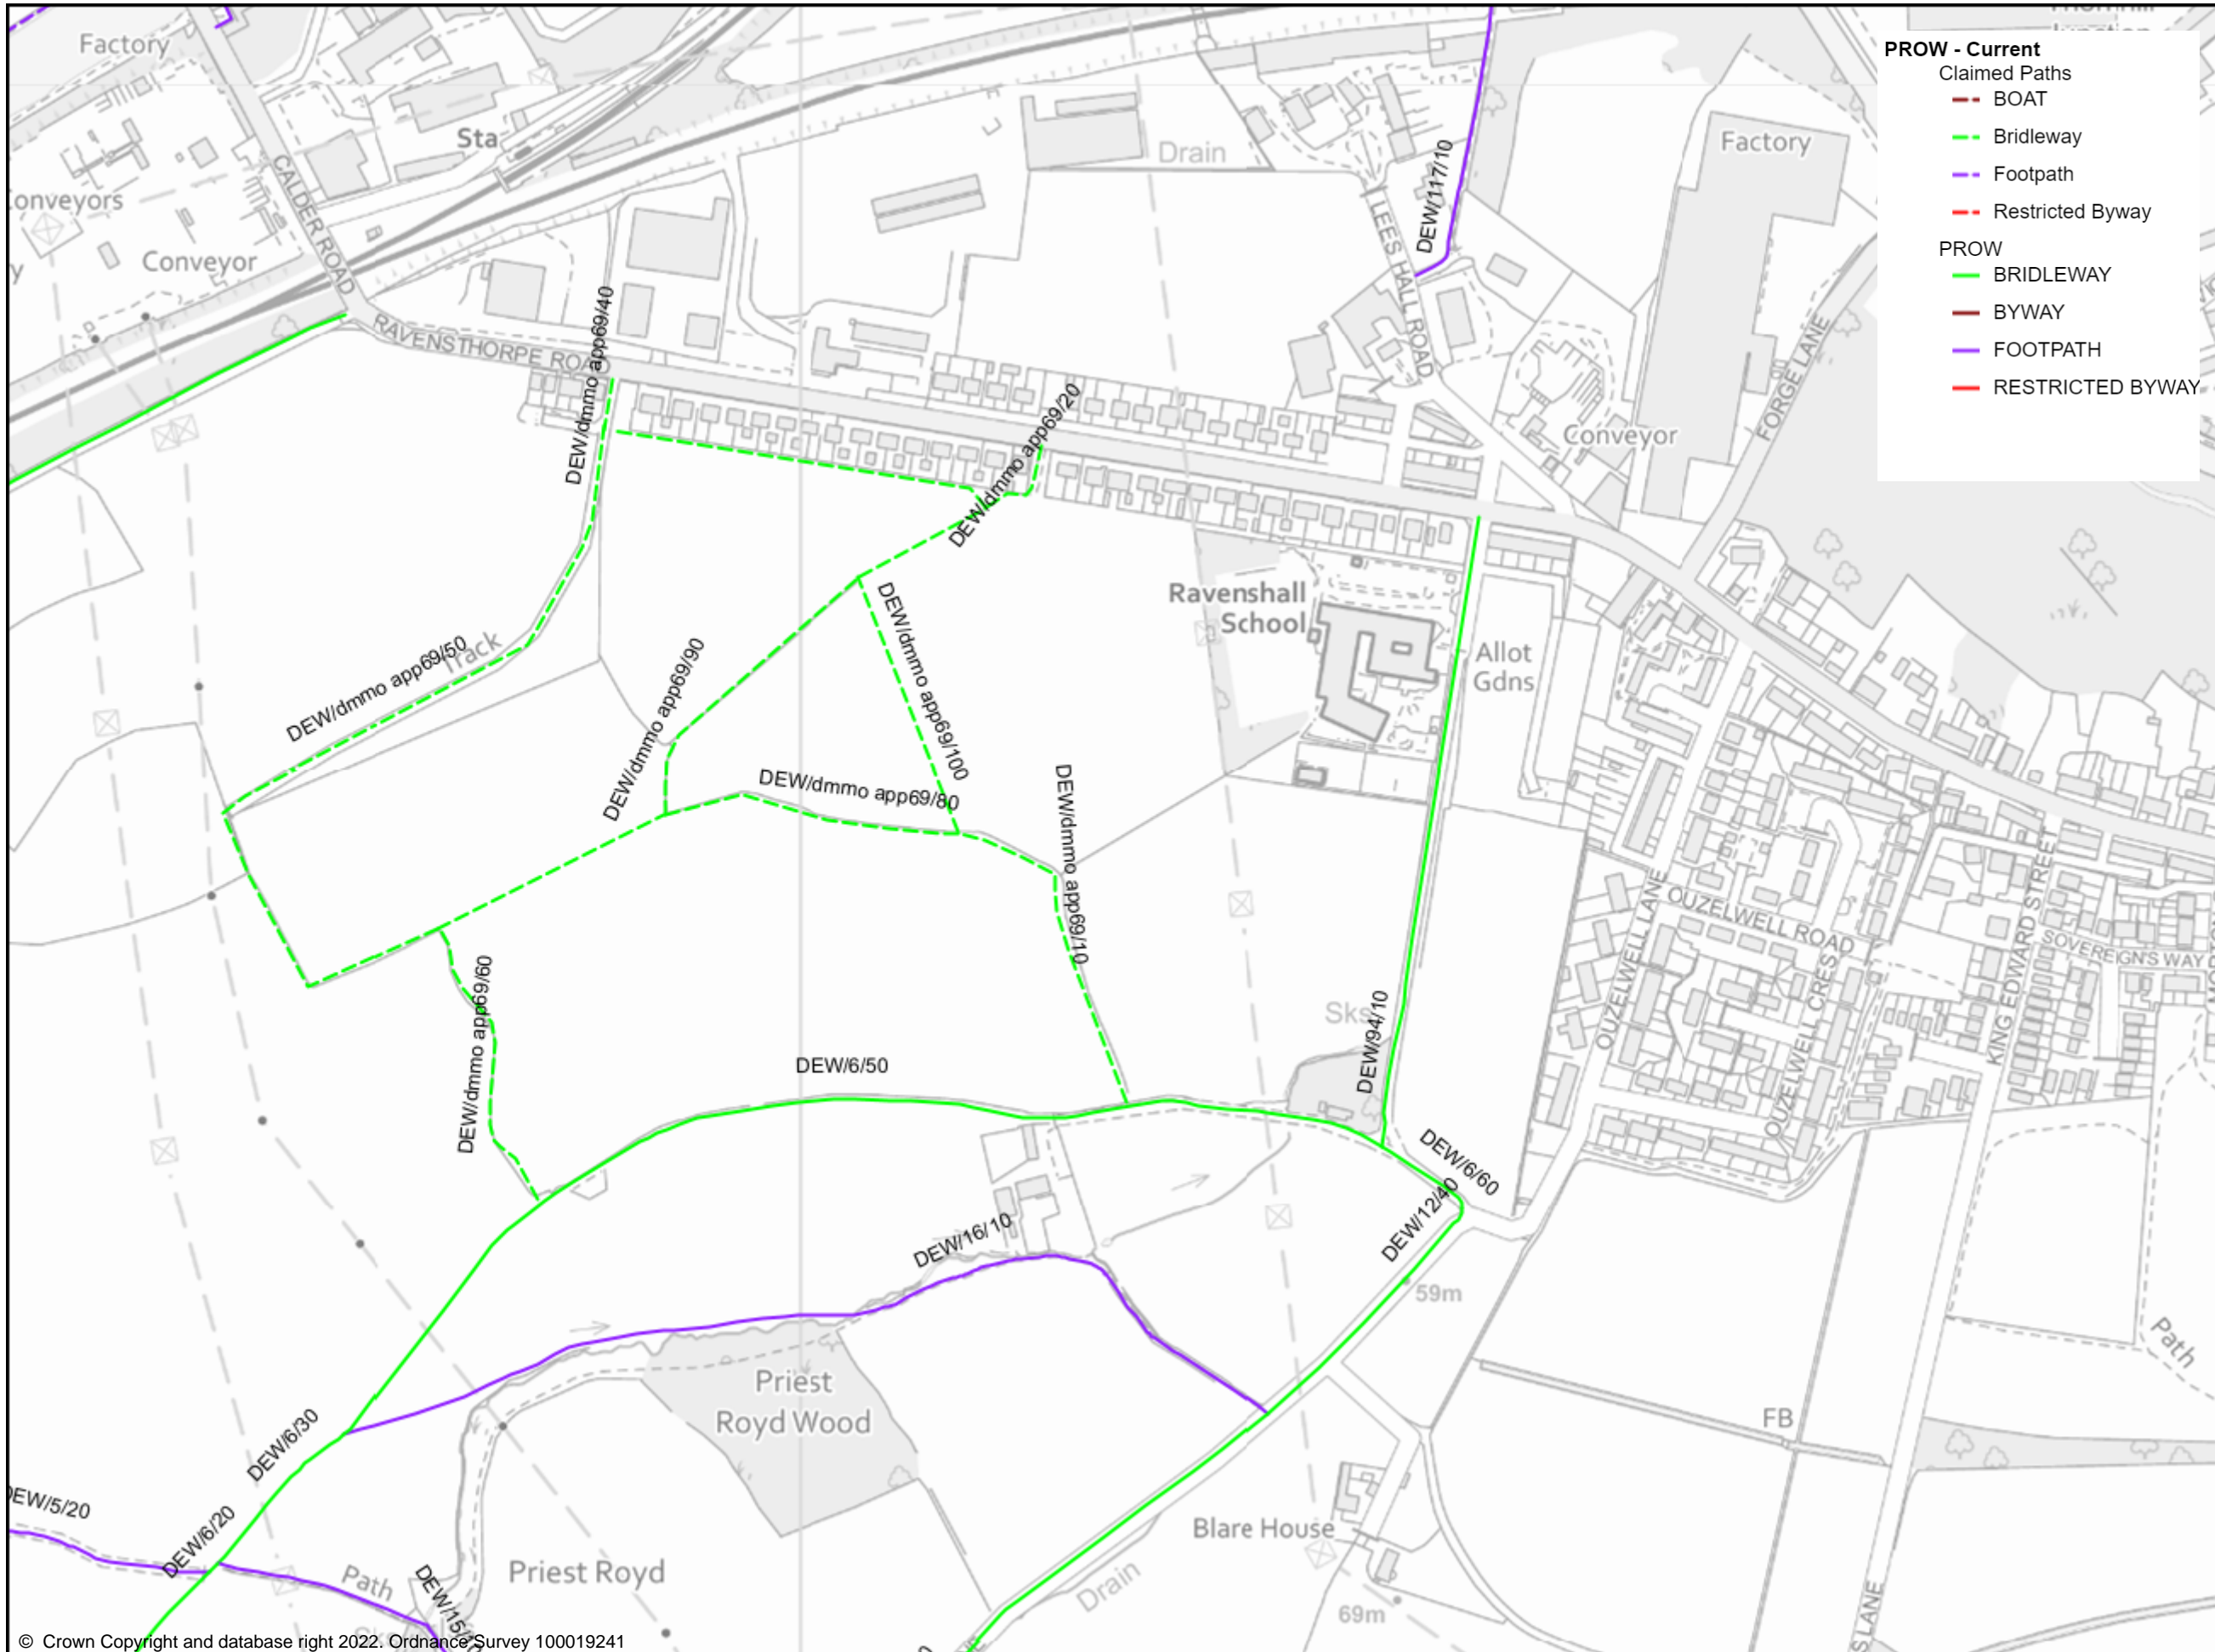 PROW - Current
Claimed Paths
BOAT
Bridleway
Footpath
Restricted Byway
PROW
BRIDLEWAY
BYWAY
FOOTPATH
RESTRICTED BYWAY
Factory
Sta
CALDER ROAD
Conveyor
RAVENSTHORPE ROAD
Drain
LEES HALL ROAD
DEW/117/10
Factory
FORGE LANE
Conveyor
DEW/dmmo app69/40
DEW/dmmo app69/20
DEW/dmmo app69/50
Track
DEW/dmmo app69/90
DEW/dmmo app69/100
DEW/dmmo app69/80
DEW/dmmo app69/10
DEW/dmmo app69/60
Ravenshall
School
Allot
Gdns
OUZELWELL LANE
OUZELWELL ROAD
OUZELWELL CRES
KING EDWARD STREET
SOVEREIGN'S WAY
Sks
DEW/94/10
DEW/6/50
DEW/6/60
DEW/12/40
DEW/16/10
59m
Priest
Royd Wood
FB
Path
DEW/6/30
DEW/6/20
DEW/5/20
Path
Priest Royd
Blare House
Drain
69m
© Crown Copyright and database right 2022. Ordnance Survey 100019241